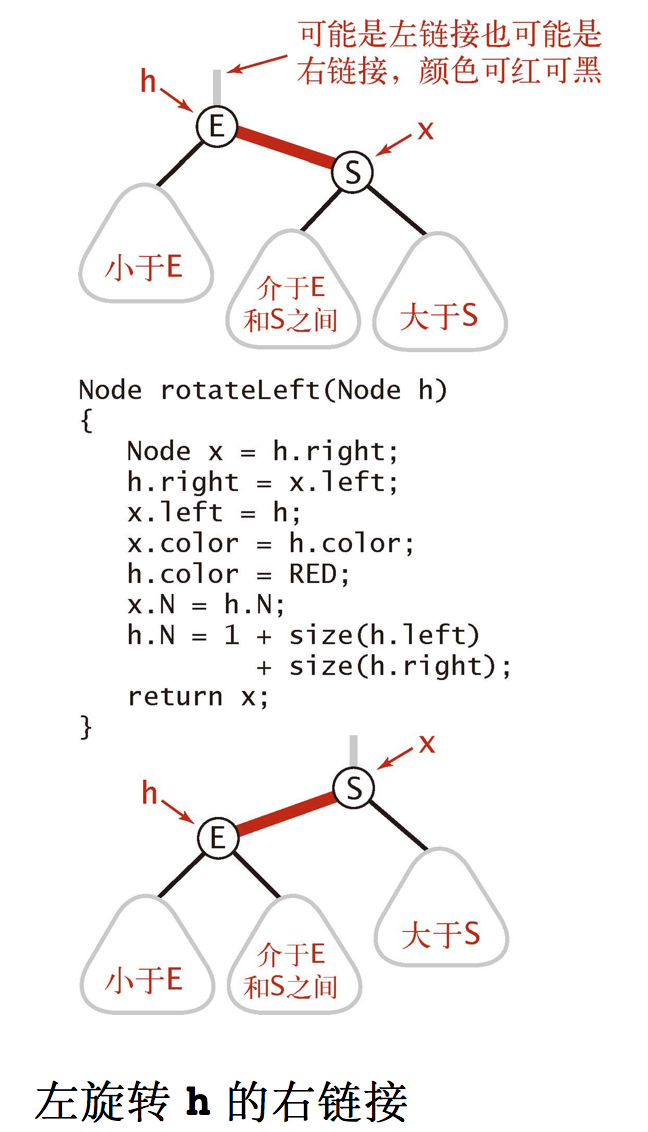 可能是左链接也可能是
右链接，颜色可红可黑
h
E
x
S
小于E
介于E
和S之间
大于S
Node rotateLeft(Node h)
{
   Node x = h.right;
   h.right = x.left;
   x.left = h;
   x.color = h.color;
   h.color = RED;
   x.N = h.N;
   h.N = 1 + size(h.left)
           + size(h.right);
   return x;
}
x
S
h
E
大于S
小于E
介于E
和S之间
左旋转 h 的右链接